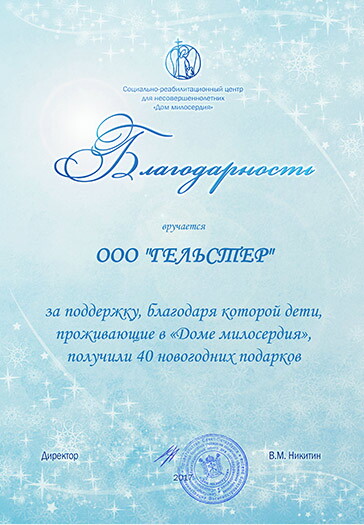 Социально-реабилитационный центр
для несовершеннолетних
«Дом милосердия»
Благодарность
вручается
ООО "ГЕЛЬСТЕР"
за поддержку, благодаря которой дети,
проживающие в «Доме милосердия»,
получили 40 новогодних подарков
Директор
В.М. Никитин
2017